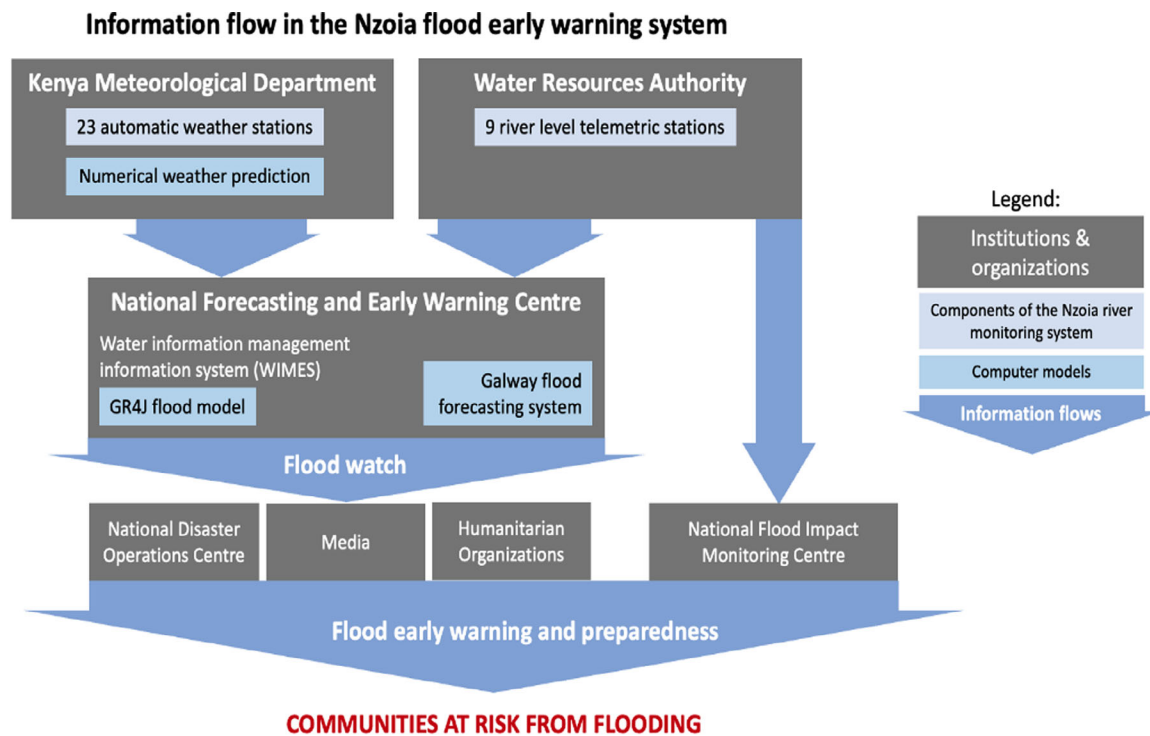 Information flow in the Nzoia flood early warning system
Kenya Meteorological Department
23 automatic weather stations
Numerical weather prediction
Water Resources Authority
9 river level telemetric stations
Legend:
Institutions &
organizations
Components of the Nzoia river
monitoring system
Computer models
Information flows
National Forecasting and Early Warning Centre
Water information management
information system (WIMES)
GR4J flood model
Galway flood
forecasting system
Flood watch
National Disaster
Operations Centre
Media
Humanitarian
Organizations
National Flood Impact
Monitoring Centre
Flood early warning and preparedness
COMMUNITIES AT RISK FROM FLOODING